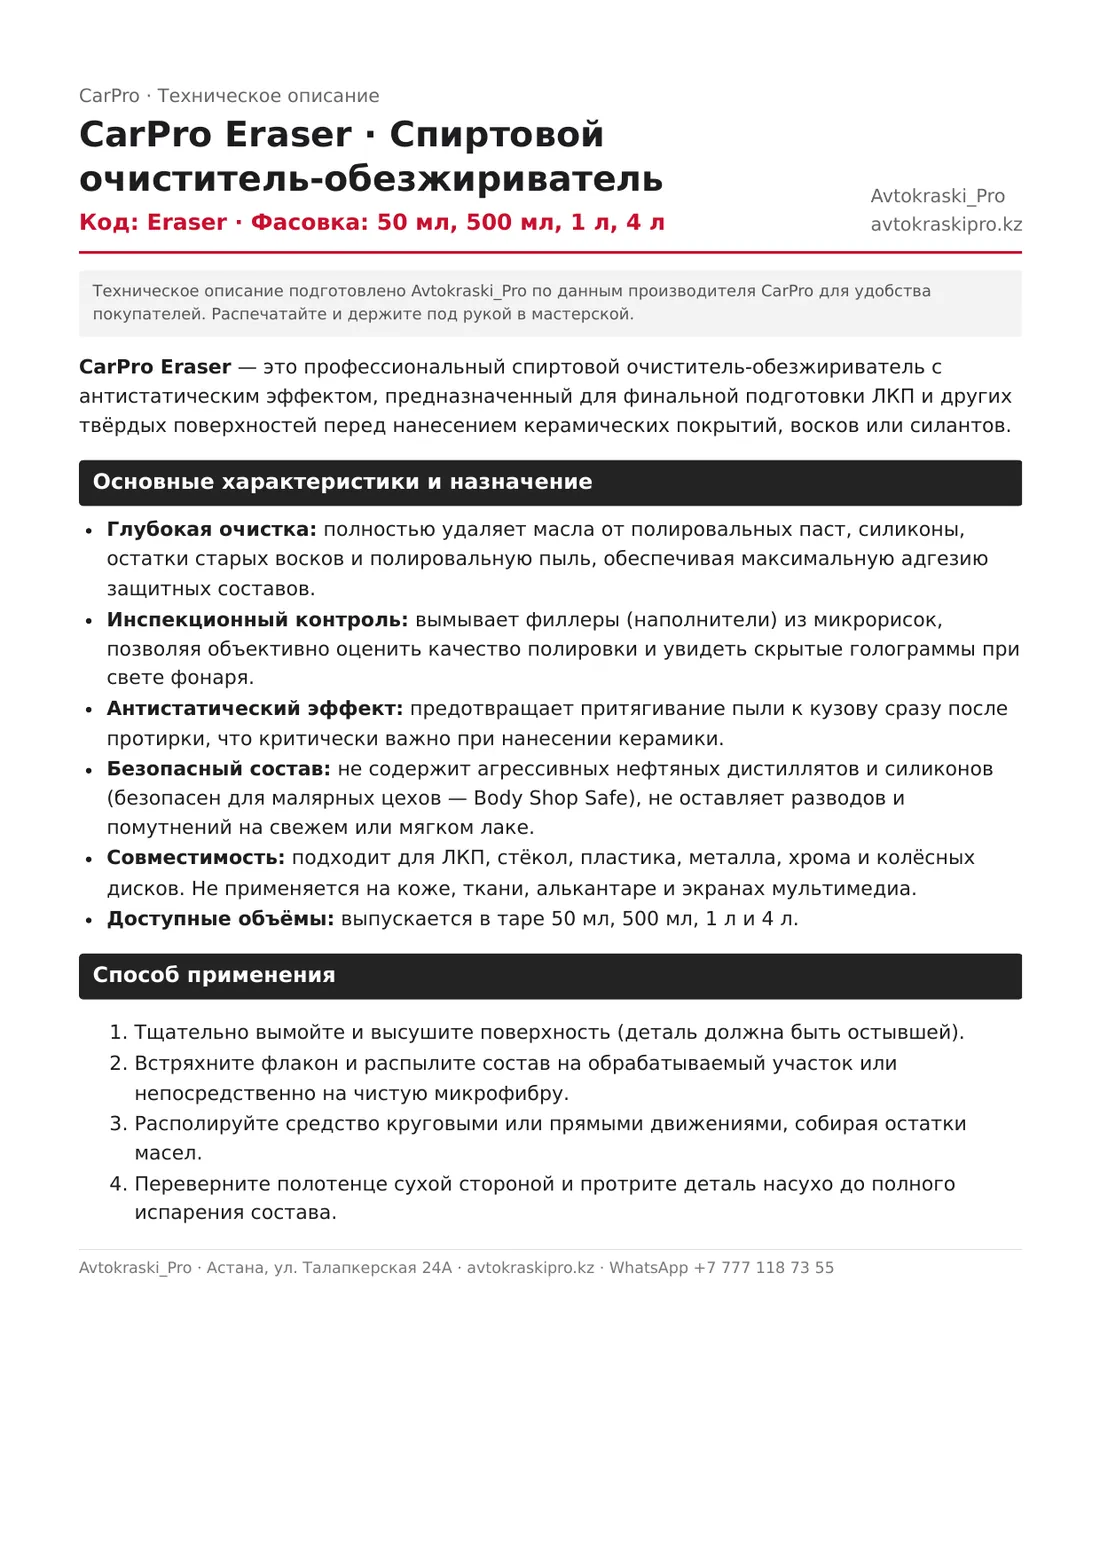 CarPro · Техническое описание
CarPro Eraser · Спиртовой
очиститель-обезжириватель
Код: Eraser · Фасовка: 50 мл, 500 мл, 1 л, 4 л
Avtokraski_Pro
avtokraskipro.kz
Техническое описание подготовлено Avtokraski_Pro по данным производителя CarPro для удобства
покупателей. Распечатайте и держите под рукой в мастерской.
CarPro Eraser — это профессиональный спиртовой очиститель-обезжириватель с
антистатическим эффектом, предназначенный для финальной подготовки ЛКП и других
твёрдых поверхностей перед нанесением керамических покрытий, восков или силантов.
Основные характеристики и назначение
• Глубокая очистка: полностью удаляет масла от полировальных паст, силиконы,
остатки старых восков и полировальную пыль, обеспечивая максимальную адгезию
защитных составов.
• Инспекционный контроль: вымывает филлеры (наполнители) из микрорисок,
позволяя объективно оценить качество полировки и увидеть скрытые голограммы при
свете фонаря.
• Антистатический эффект: предотвращает притягивание пыли к кузову сразу после
протирки, что критически важно при нанесении керамики.
• Безопасный состав: не содержит агрессивных нефтяных дистиллятов и силиконов
(безопасен для малярных цехов — Body Shop Safe), не оставляет разводов и
помутнений на свежем или мягком лаке.
• Совместимость: подходит для ЛКП, стёкол, пластика, металла, хрома и колёсных
дисков. Не применяется на коже, ткани, алькантаре и экранах мультимедиа.
• Доступные объёмы: выпускается в таре 50 мл, 500 мл, 1 л и 4 л.
Способ применения
1. Тщательно вымойте и высушите поверхность (деталь должна быть остывшей).
2. Встряхните флакон и распылите состав на обрабатываемый участок или
непосредственно на чистую микрофибру.
3. Располируйте средство круговыми или прямыми движениями, собирая остатки
масел.
4. Переверните полотенце сухой стороной и протрите деталь насухо до полного
испарения состава.
Avtokraski_Pro · Астана, ул. Талапкерская 24А · avtokraskipro.kz · WhatsApp +7 777 118 73 55